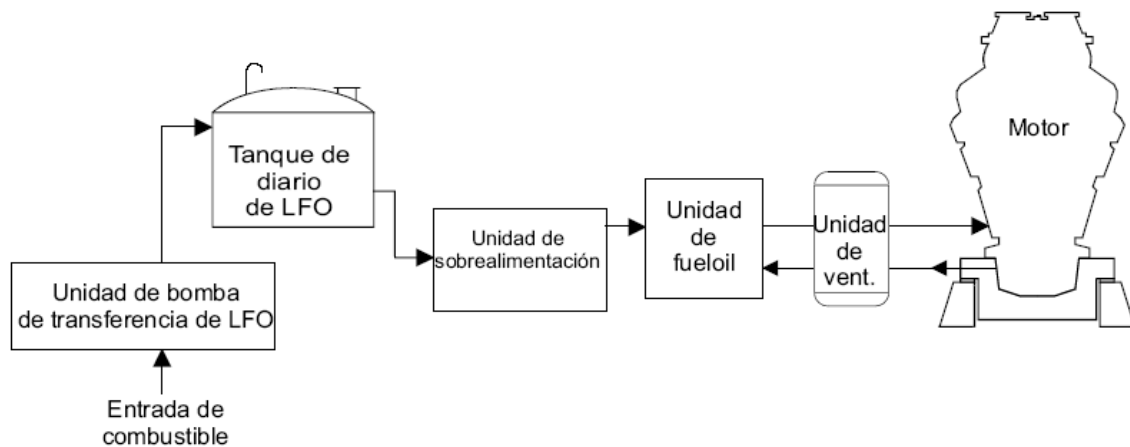 Entrada de
combustible
Unidad de bomba
de transferencia de LFO
Tanque de
diario
de LFO
Unidad de
sobrealimentación
Unidad
de
fueloil
Unidad
de
vent.
Motor